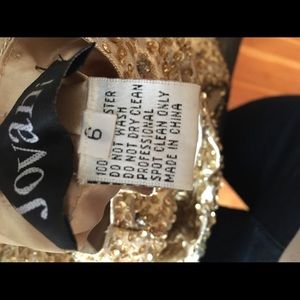 Jovani
6
100
STER
DO NOT WASH
DO NOT DRY CLEAN
PROFESSIONAL
SPOT CLEAN ONLY
MADE IN CHINA